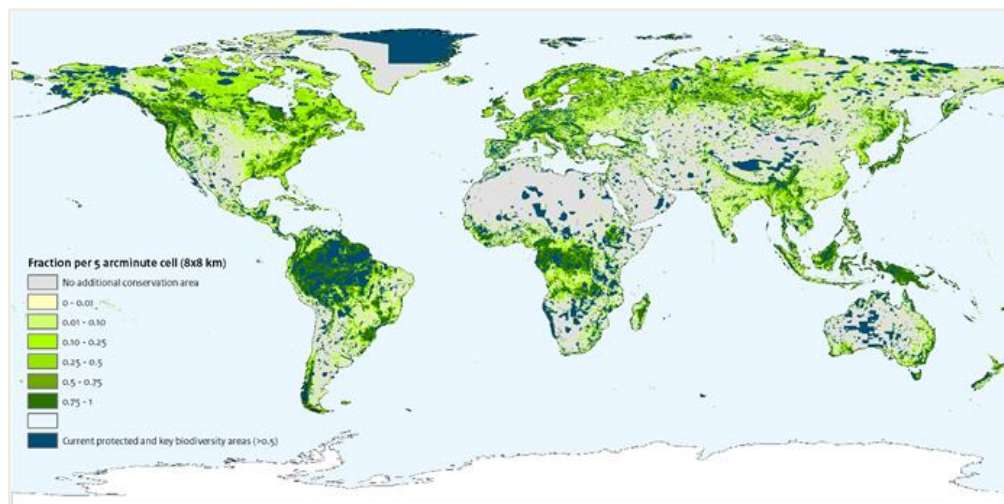 Fraction per 5 arcminute cell (8x8 km)
No additional conservation area
0 - 0.01
0.01 - 0.10
0.10 - 0.25
0.25 - 0.5
0.5 - 0.75
0.75 - 1
Current protected and key biodiversity areas (>0.5)